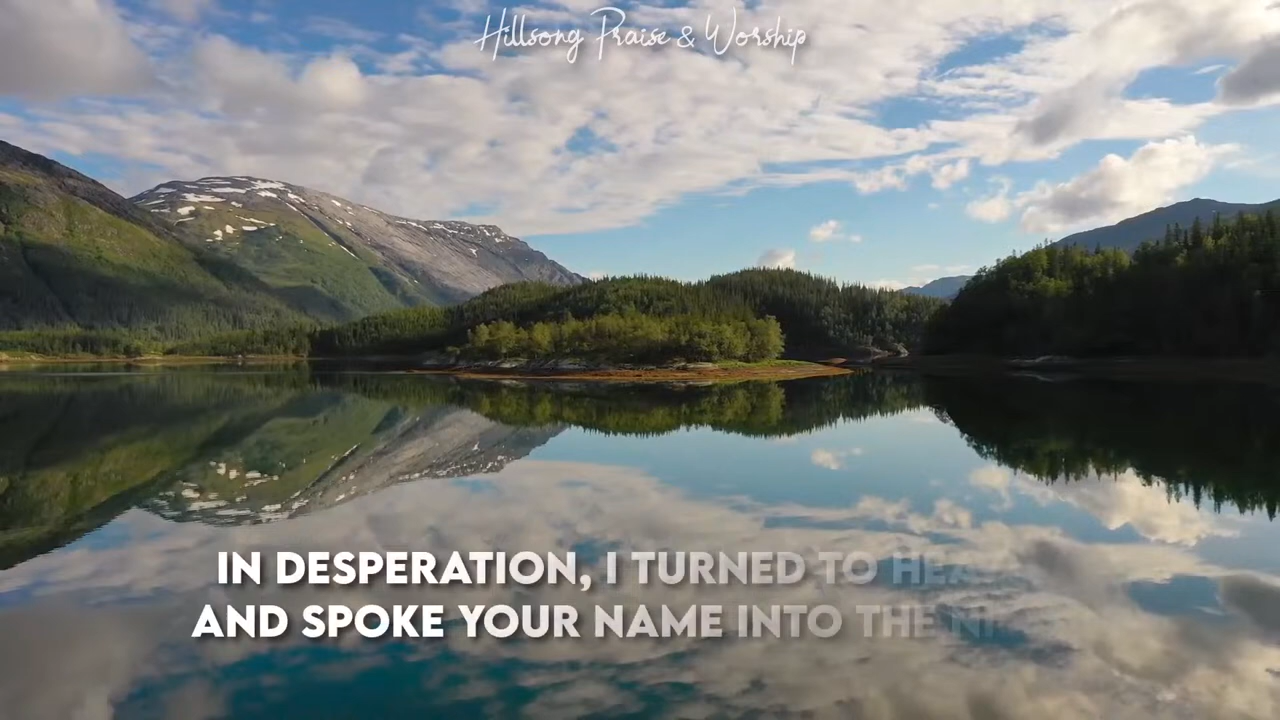 Hillsong Praise & Worship
IN DESPERATION, I TURNED TO
AND SPOKE YOUR NAME INTO THE